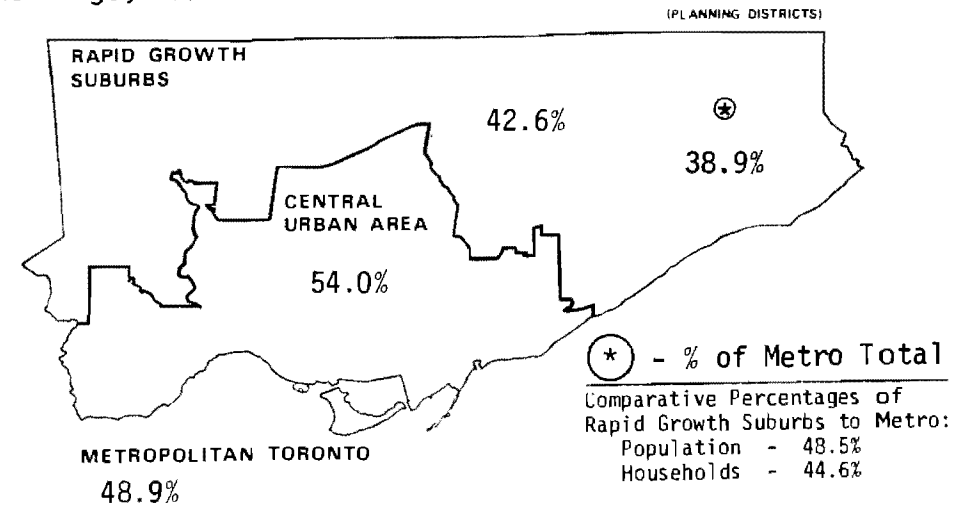 (PLANNING DISTRICTS)
RAPID GROWTH
SUBURBS
42.6%
*
38.9%
CENTRAL
URBAN AREA
54.0%
* - % of Metro Total
Comparative Percentages of
Rapid Growth Suburbs to Metro:
Population - 48.5%
Households - 44.6%
METROPOLITAN TORONTO
48.9%